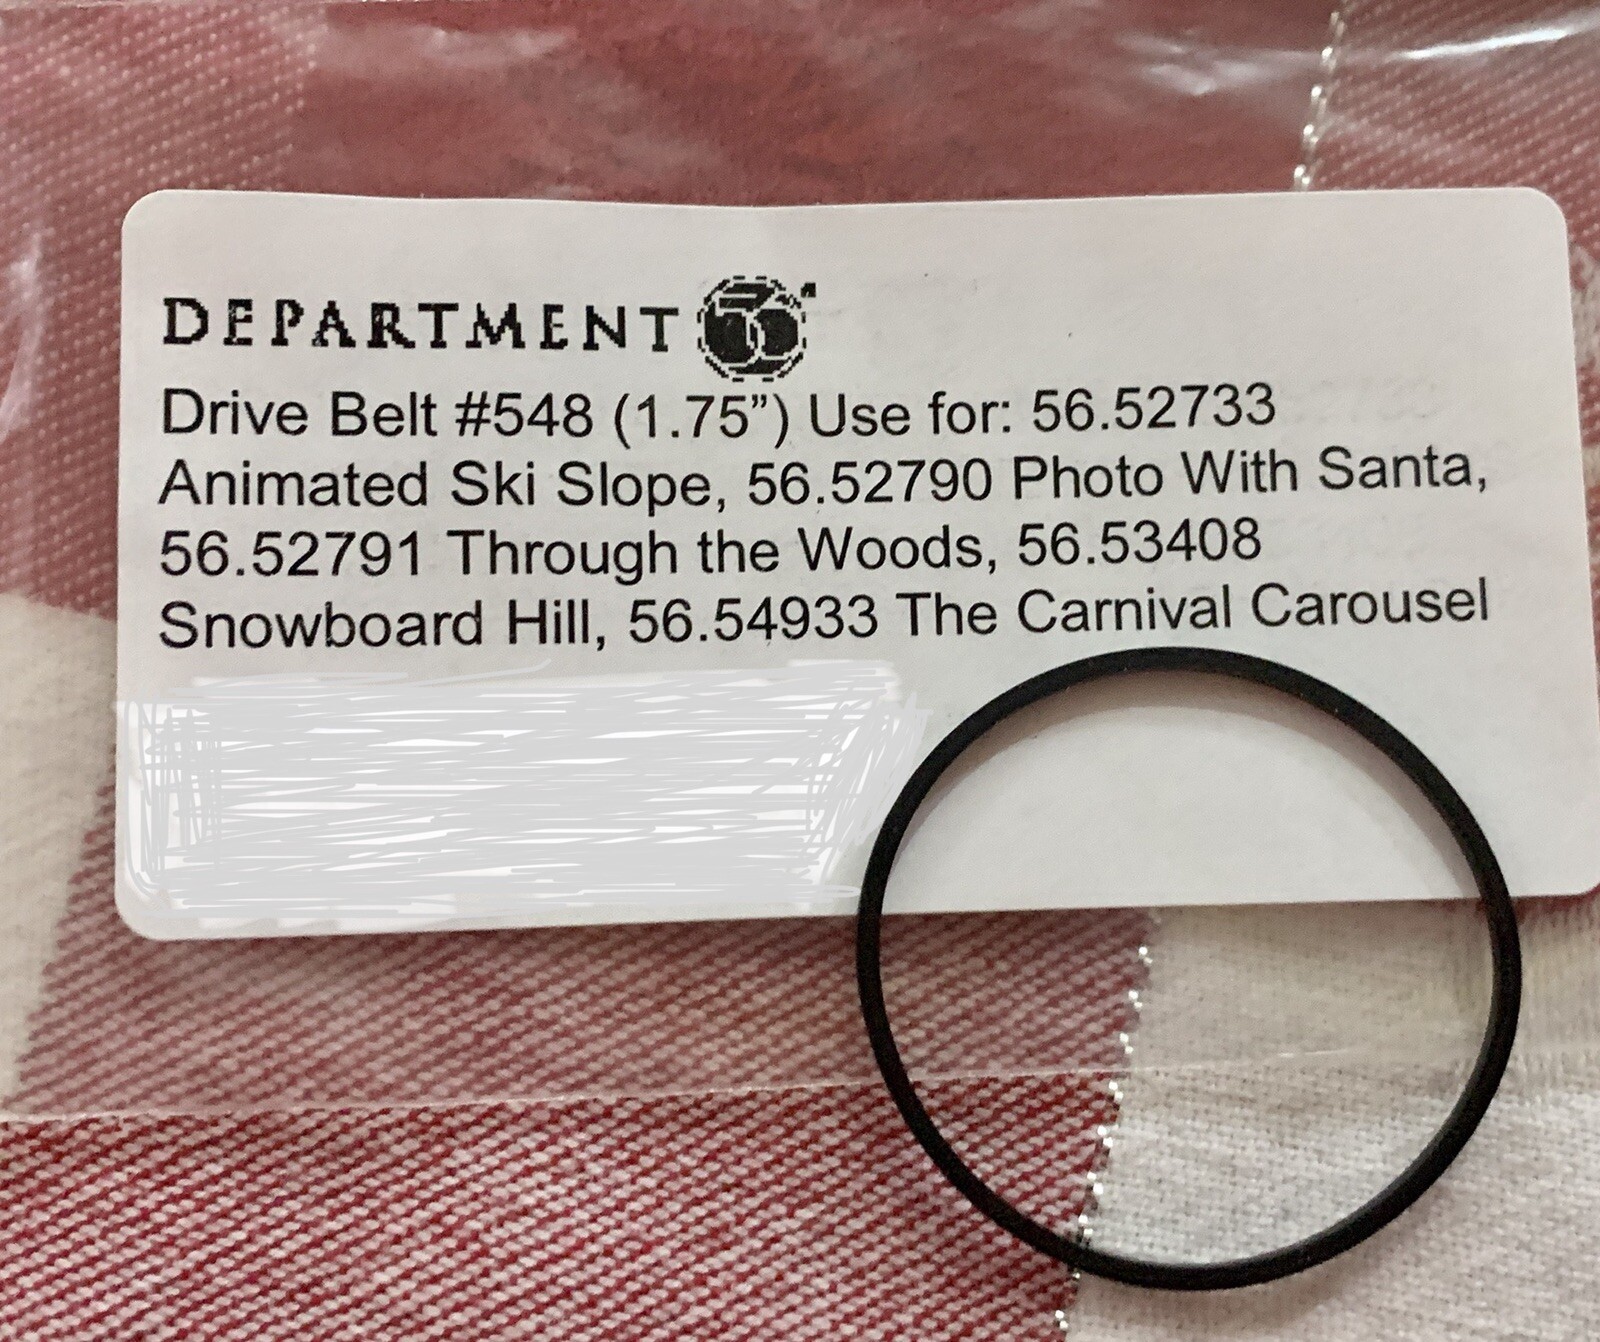 DEPARTMENT 56
Drive Belt #548 (1.75”) Use for: 56.52733
Animated Ski Slope, 56.52790 Photo With Santa,
56.52791 Through the Woods, 56.53408
Snowboard Hill, 56.54933 The Carnival Carousel